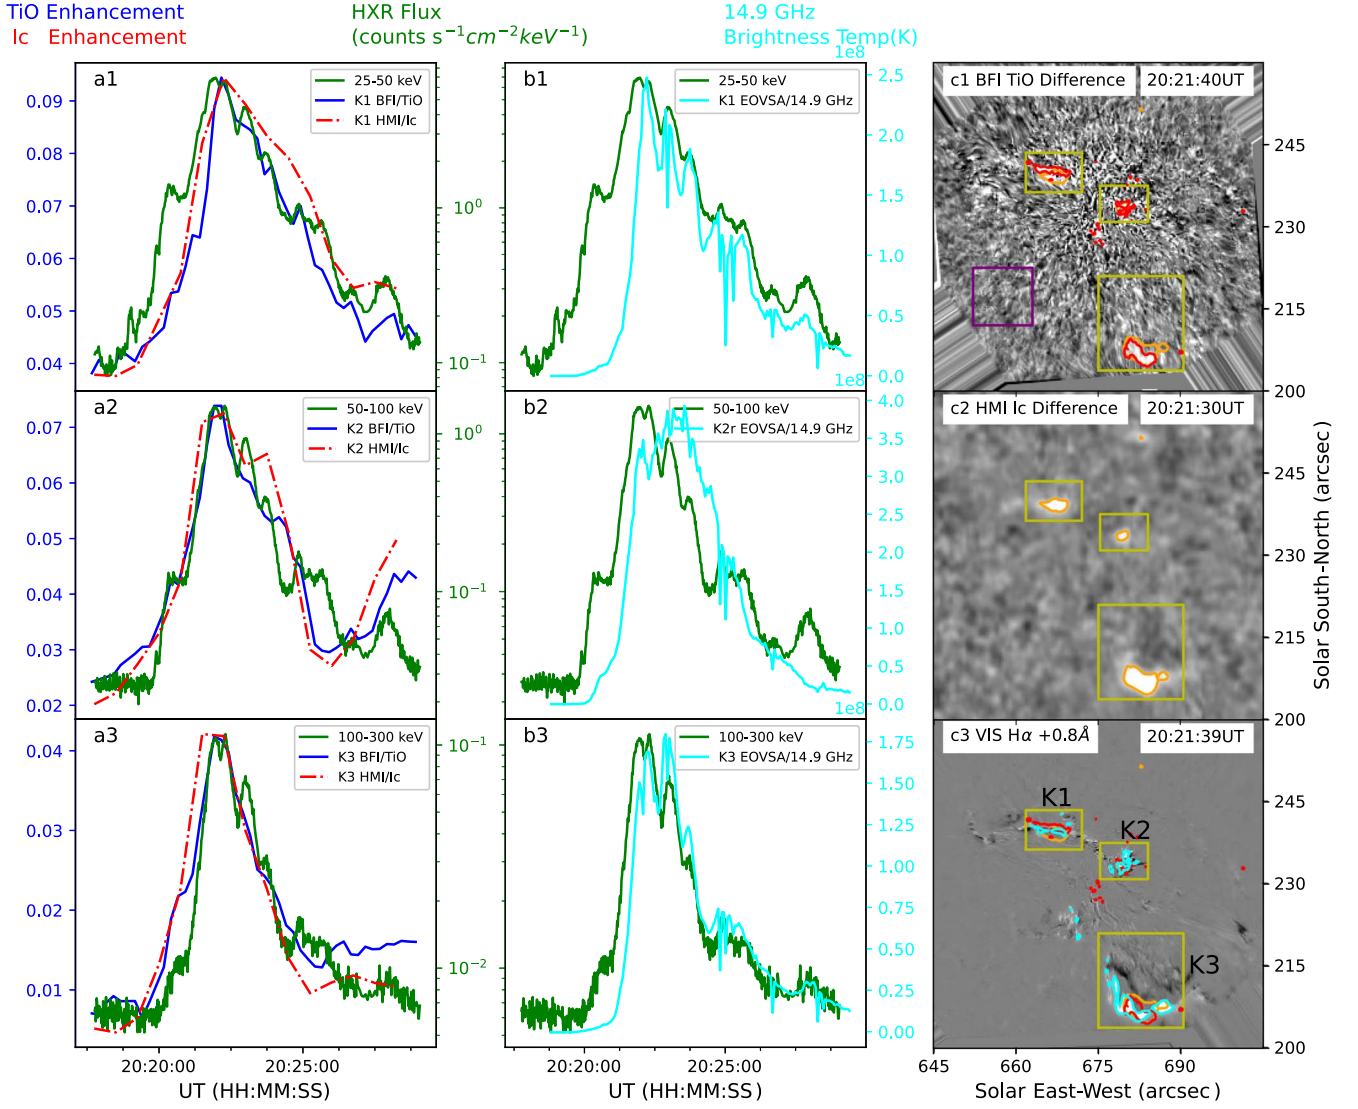 TiO Enhancement
Ic Enhancement
HXR Flux
(counts s⁻¹cm⁻²keV⁻¹)
14.9 GHz
Brightness Temp(K)
a1
25-50 keV
K1 BFI/TiO
K1 HMI/Ic
0.09
0.08
0.07
0.06
0.05
0.04
10⁰
10⁻¹
b1
25-50 keV
K1 EOVSA/14.9 GHz
1e8
2.5
2.0
1.5
1.0
0.5
0.0
c1 BFI TiO Difference
20:21:40UT
245
230
215
200
a2
50-100 keV
K2 BFI/TiO
K2 HMI/Ic
0.07
0.06
0.05
0.04
0.03
0.02
10⁰
10⁻¹
b2
50-100 keV
K2r EOVSA/14.9 GHz
1e8
4.0
3.5
3.0
2.5
2.0
1.5
1.0
0.5
0.0
c2 HMI Ic Difference
20:21:30UT
245
230
215
200
Solar South-North (arcsec)
a3
100-300 keV
K3 BFI/TiO
K3 HMI/Ic
0.04
0.03
0.02
0.01
10⁻¹
10⁻²
20:20:00
20:25:00
UT (HH:MM:SS)
b3
100-300 keV
K3 EOVSA/14.9 GHz
1e8
1.75
1.50
1.25
1.00
0.75
0.50
0.25
0.00
20:20:00
20:25:00
UT (HH:MM:SS)
c3 VIS Hα +0.8Å
20:21:39UT
K1
K2
K3
245
230
215
200
645
660
675
690
Solar East-West (arcsec)